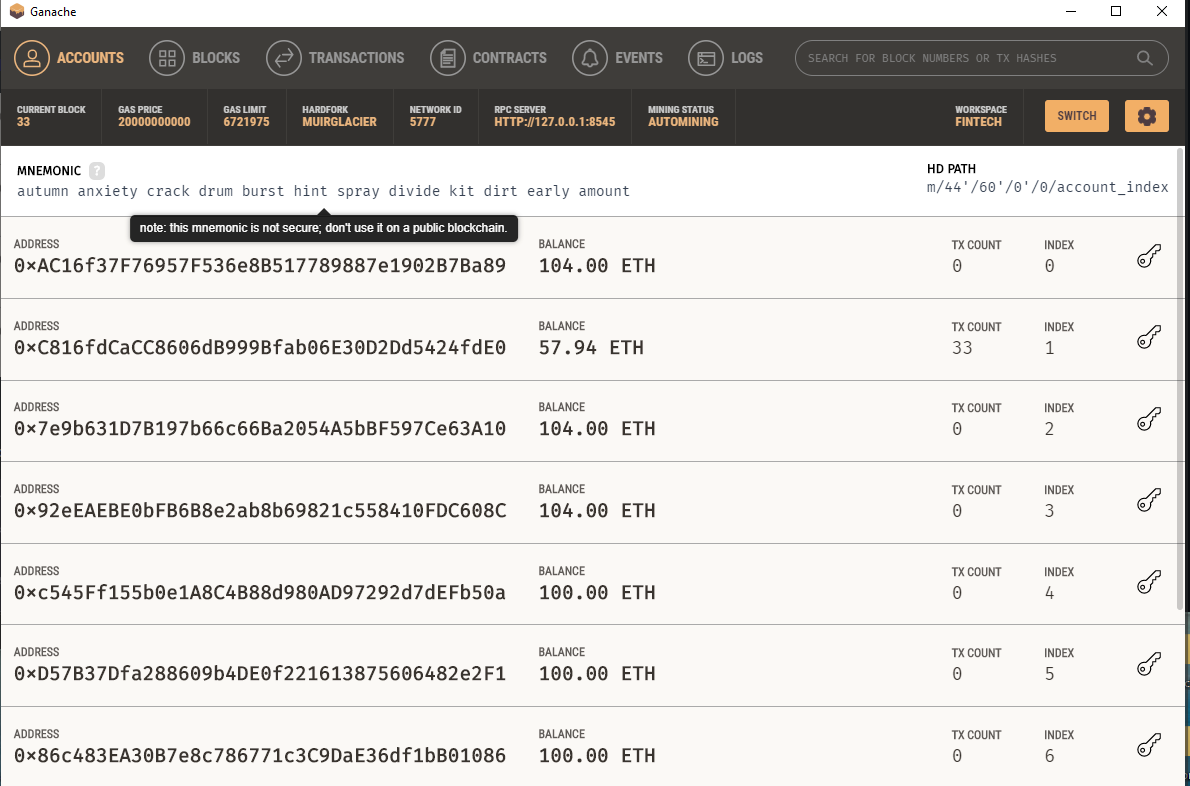 Ganache
ACCOUNTS BLOCKS TRANSACTIONS CONTRACTS EVENTS LOGS SEARCH FOR BLOCK NUMBERS OR TX HASHES
CURRENT BLOCK GAS PRICE GAS LIMIT HARDFORK NETWORK ID RPC SERVER MINING STATUS WORKSPACE
33 20000000000 6721975 MUIRGLACIER 5777 HTTP://127.0.0.1:8545 AUTOMINING FINTECH SWITCH
MNEMONIC ? HD PATH
autumn anxiety crack drum burst hint spray divide kit dirt early amount m/44'/60'/0'/0/account_index
note: this mnemonic is not secure; don't use it on a public blockchain.
ADDRESS BALANCE TX COUNT INDEX
0×AC16f37F76957F536e8B517789887e1902B7Ba89 104.00 ETH 0 0
ADDRESS BALANCE TX COUNT INDEX
0×C816fdCaCC8606dB999Bfab06E30D2Dd5424fdE0 57.94 ETH 33 1
ADDRESS BALANCE TX COUNT INDEX
0×7e9b631D7B197b66c66Ba2054A5bBF597Ce63A10 104.00 ETH 0 2
ADDRESS BALANCE TX COUNT INDEX
0×92eEAEBE0bFB6B8e2ab8b69821c558410FDC608C 104.00 ETH 0 3
ADDRESS BALANCE TX COUNT INDEX
0×c545Ff155b0e1A8C4B88d980AD97292d7dEFb50a 100.00 ETH 0 4
ADDRESS BALANCE TX COUNT INDEX
0×D57B37Dfa288609b4DE0f221613875606482e2F1 100.00 ETH 0 5
ADDRESS BALANCE TX COUNT INDEX
0×86c483EA30B7e8c786771c3C9DaE36df1bB01086 100.00 ETH 0 6